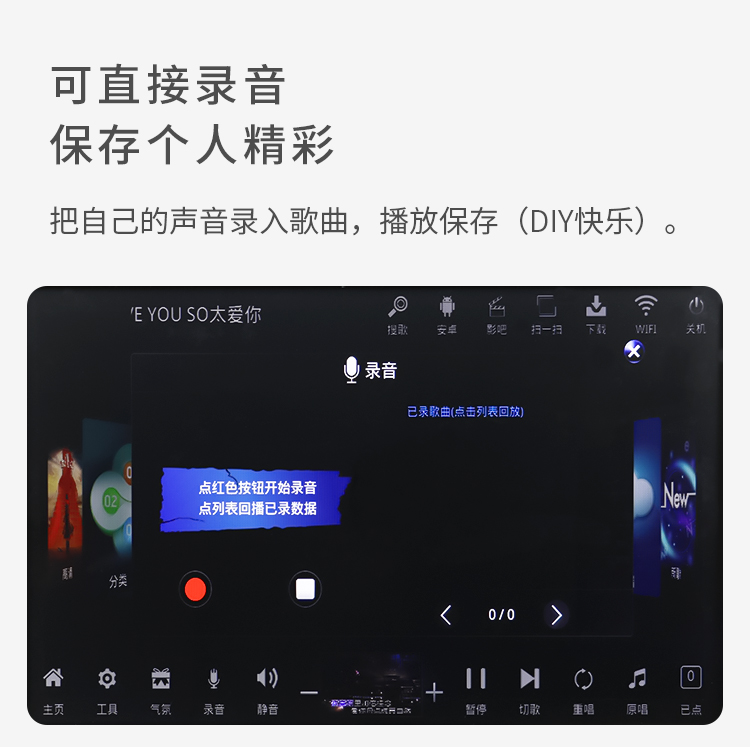 可直接录音
保存个人精彩
把自己的声音录入歌曲，播放保存（DIY快乐）。
E YOU SO太爱你
搜歌 安卓 影吧 扫一扫 下载 WIFI 关机
录音
已录歌曲(点击列表回放)
点红色按钮开始录音
点列表回播已录数据
02
New
分类
0/0
0
主页 工具 气氛 录音 静音 暂停 切歌 重唱 原唱 已点